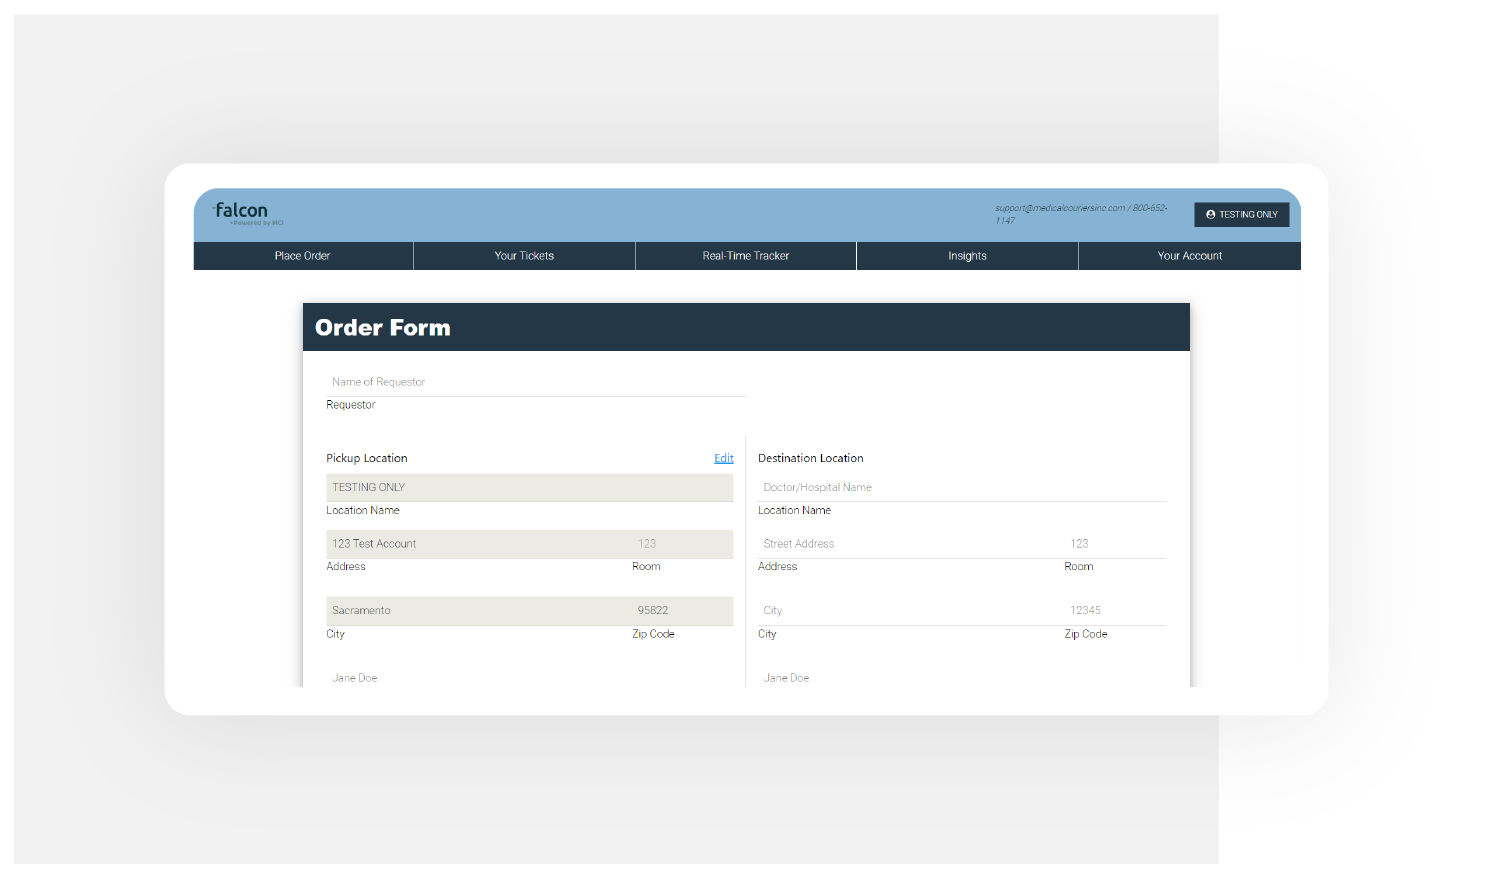 falcon
Powered by MCI
support@medicalcouriersinc.com / 800-652-
1147
TESTING ONLY
Place Order
Your Tickets
Real-Time Tracker
Insights
Your Account
Order Form
Name of Requestor
Requestor
Pickup Location
Edit
TESTING ONLY
Location Name
123 Test Account
123
Address
Room
Sacramento
95822
City
Zip Code
Jane Doe
Destination Location
Doctor/Hospital Name
Location Name
Street Address
123
Address
Room
City
12345
City
Zip Code
Jane Doe